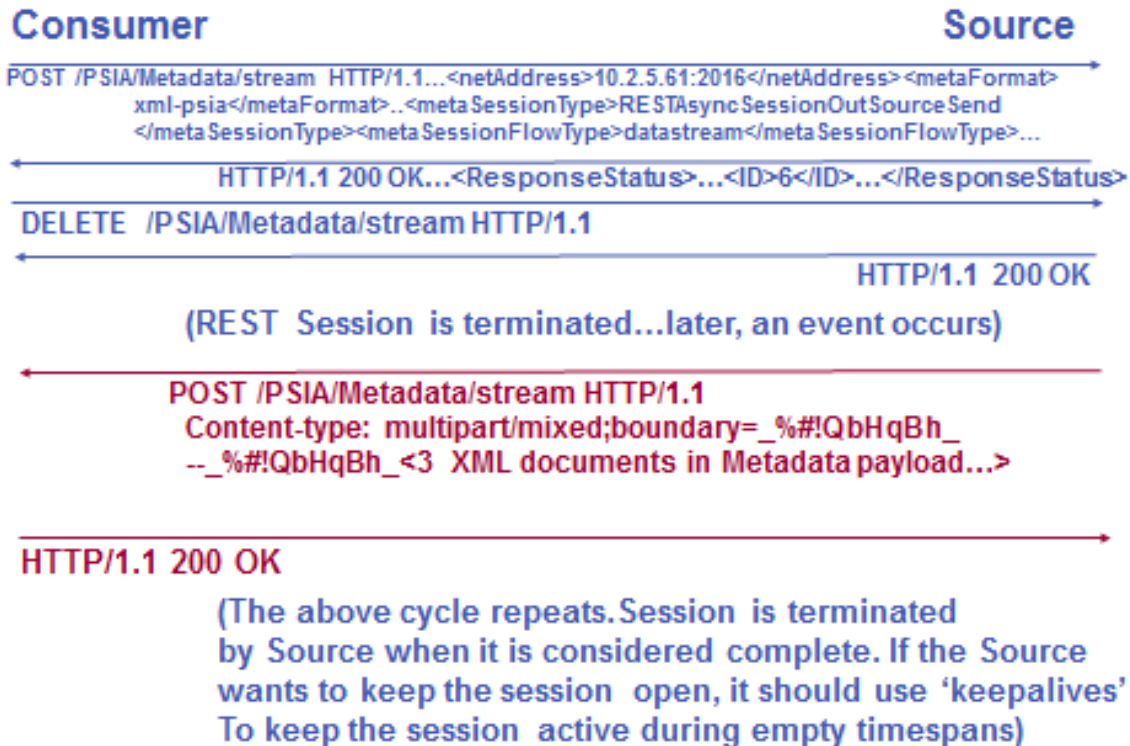 Consumer Source
POST /PSIA/Metadata/stream HTTP/1.1...<netAddress>10.2.5.61:2016</netAddress><metaFormat>
xml-psia</metaFormat>..<metaSessionType>RESTAsyncSessionOutSourceSend
</metaSessionType><metaSessionFlowType>datastream</metaSessionFlowType>...
HTTP/1.1 200 OK...<ResponseStatus>...<ID>6</ID>...</ResponseStatus>
DELETE /PSIA/Metadata/stream HTTP/1.1
HTTP/1.1 200 OK
(REST Session is terminated...later, an event occurs)
POST /PSIA/Metadata/stream HTTP/1.1
Content-type: multipart/mixed;boundary=_%#!QbHqBh_
--_%#!QbHqBh_<3 XML documents in Metadata payload...>
HTTP/1.1 200 OK
(The above cycle repeats. Session is terminated
by Source when it is considered complete. If the Source
wants to keep the session open, it should use ‘keepalives’
To keep the session active during empty timespans)